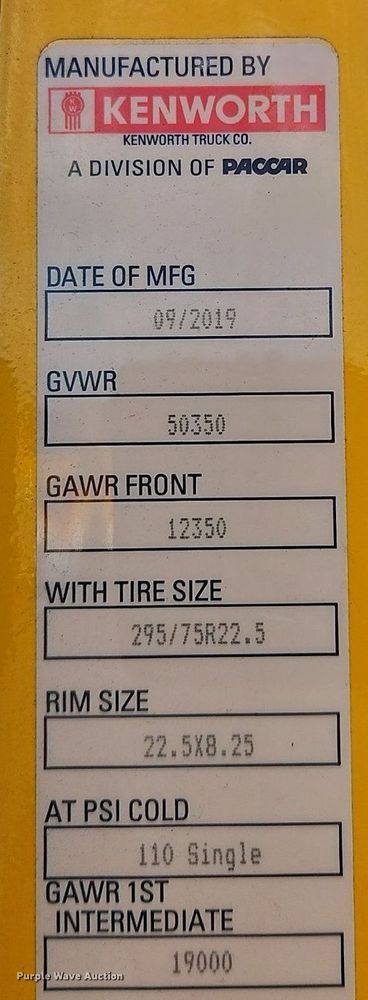 MANUFACTURED BY
KW KENWORTH
KENWORTH TRUCK CO.
A DIVISION OF PACCAR
DATE OF MFG
09/2019
GVWR
50350
GAWR FRONT
12350
WITH TIRE SIZE
295/75R22.5
RIM SIZE
22.5X8.25
AT PSI COLD
110 Single
GAWR 1ST
INTERMEDIATE
19000
Purple Wave Auction